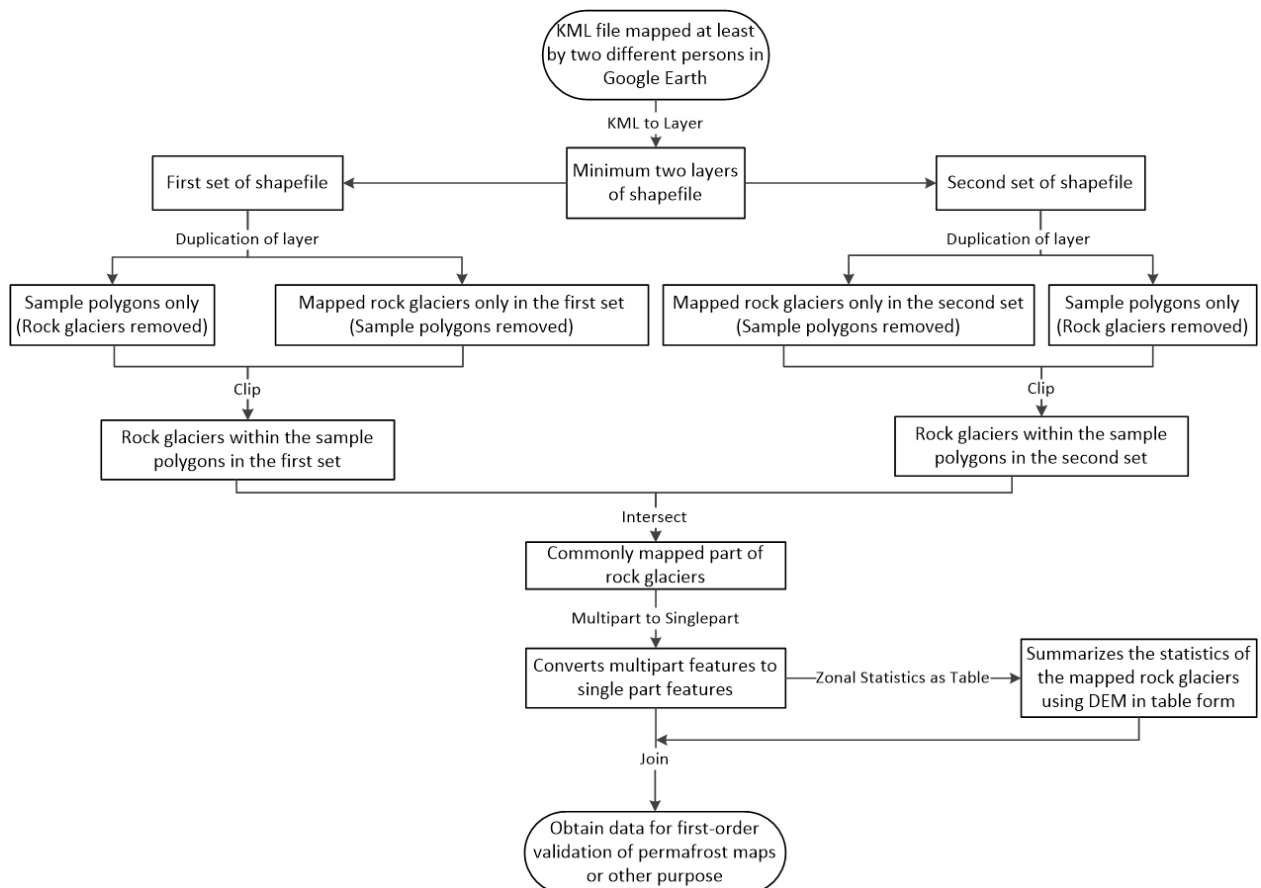 KML file mapped at least
by two different persons in
Google Earth
KML to Layer
First set of shapefile
Minimum two layers
of shapefile
Second set of shapefile
Duplication of layer
Duplication of layer
Sample polygons only
(Rock glaciers removed)
Mapped rock glaciers only in the first set
(Sample polygons removed)
Mapped rock glaciers only in the second set
(Sample polygons removed)
Sample polygons only
(Rock glaciers removed)
Clip
Clip
Rock glaciers within the sample
polygons in the first set
Rock glaciers within the sample
polygons in the second set
Intersect
Commonly mapped part of
rock glaciers
Multipart to Singlepart
Converts multipart features to
single part features
Zonal Statistics as Table
Summarizes the statistics of
the mapped rock glaciers
using DEM in table form
Join
Obtain data for first-order
validation of permafrost maps
or other purpose